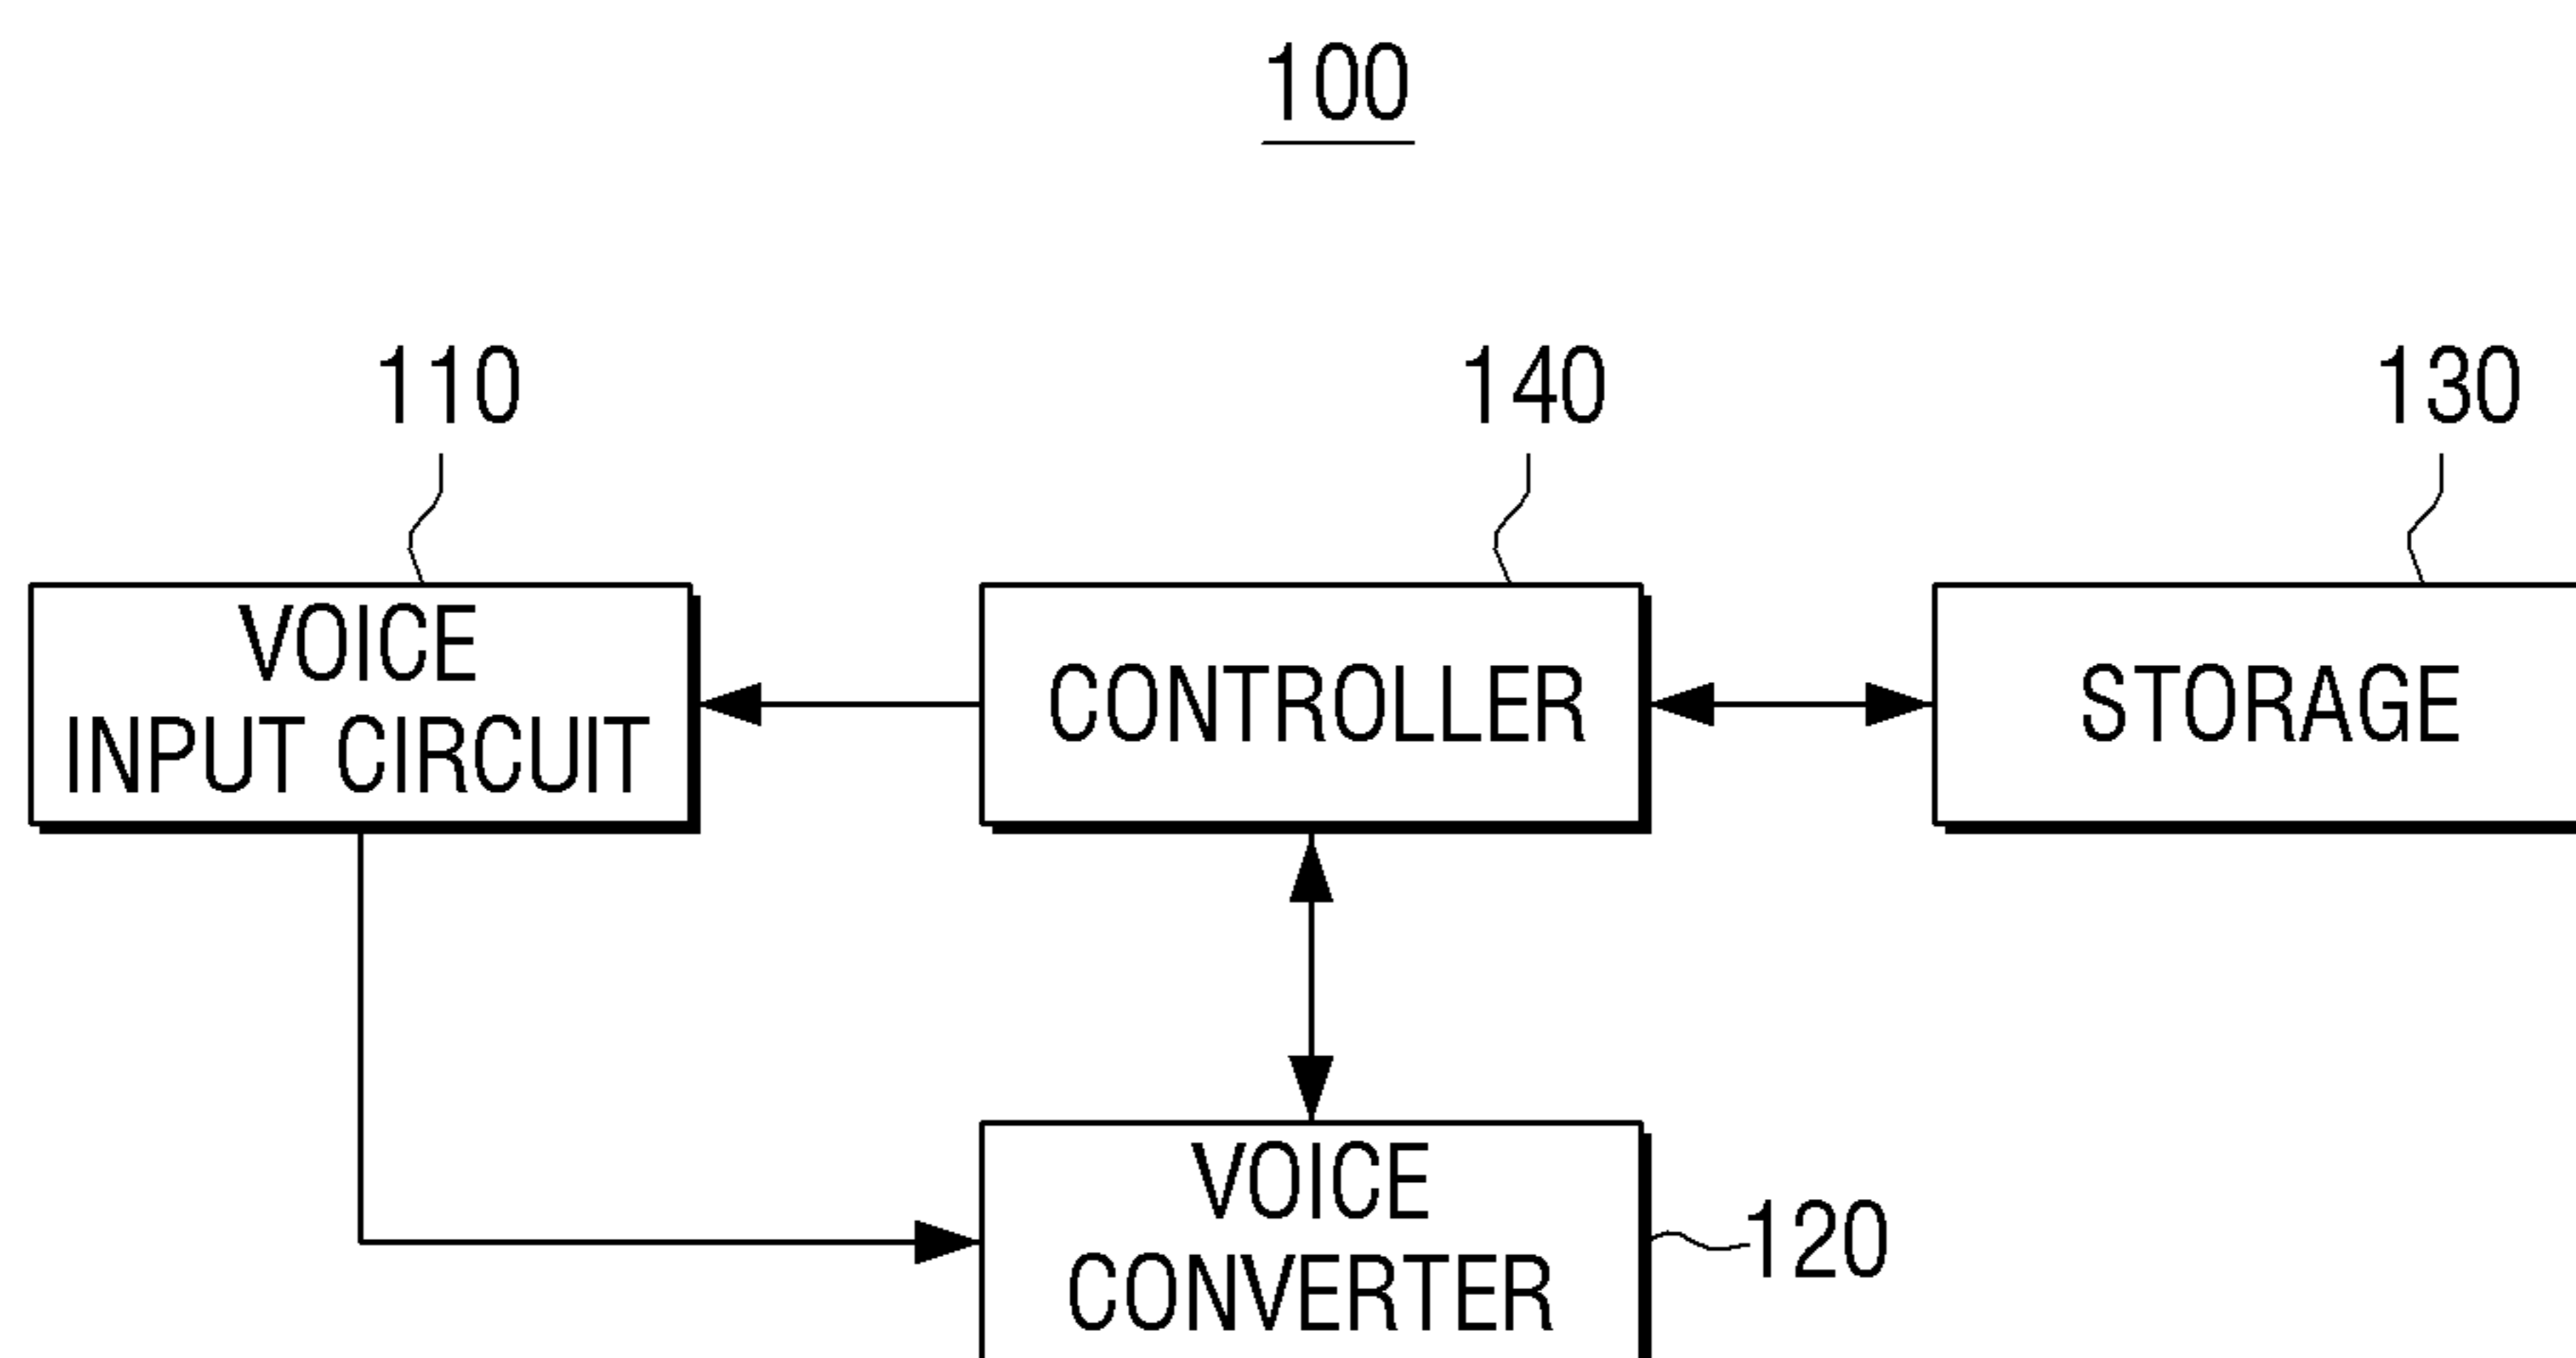 100
110
140
130
VOICE
INPUT CIRCUIT
CONTROLLER
STORAGE
VOICE
CONVERTER
120